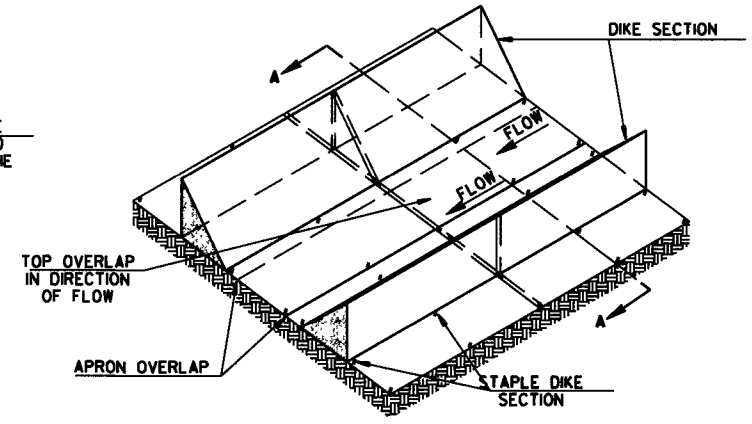 DIKE SECTION
A
FLOW
FLOW
TOP OVERLAP
IN DIRECTION
OF FLOW
A
APRON OVERLAP
STAPLE DIKE
SECTION